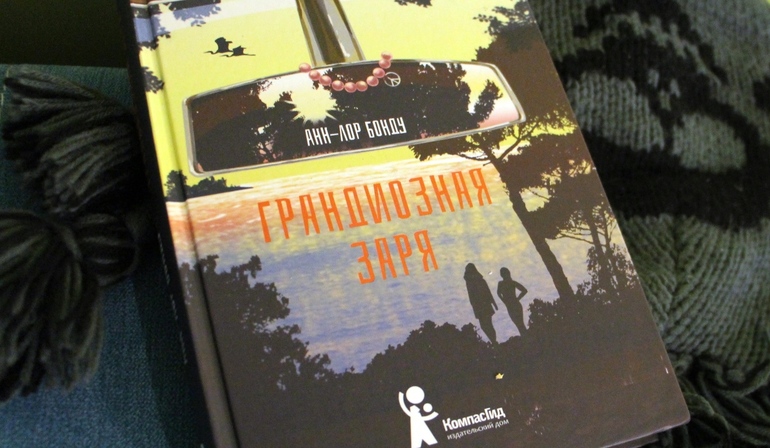 АНН-ЛОР БОНДУ
ГРАНДИОЗНАЯ
ЗАРЯ
КомпасГид
издательский дом